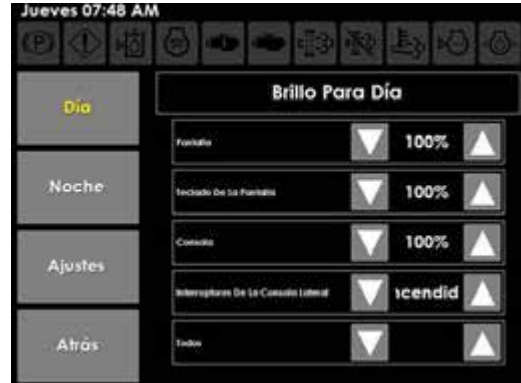 Jueves 07:48 AM
Día
Noche
Ajustes
Atrás
Brillo Para Día
Pantalla 100%
Teclado De La Pantalla 100%
Consola 100%
Interruptores De La Consola Lateral ncendid
Todos